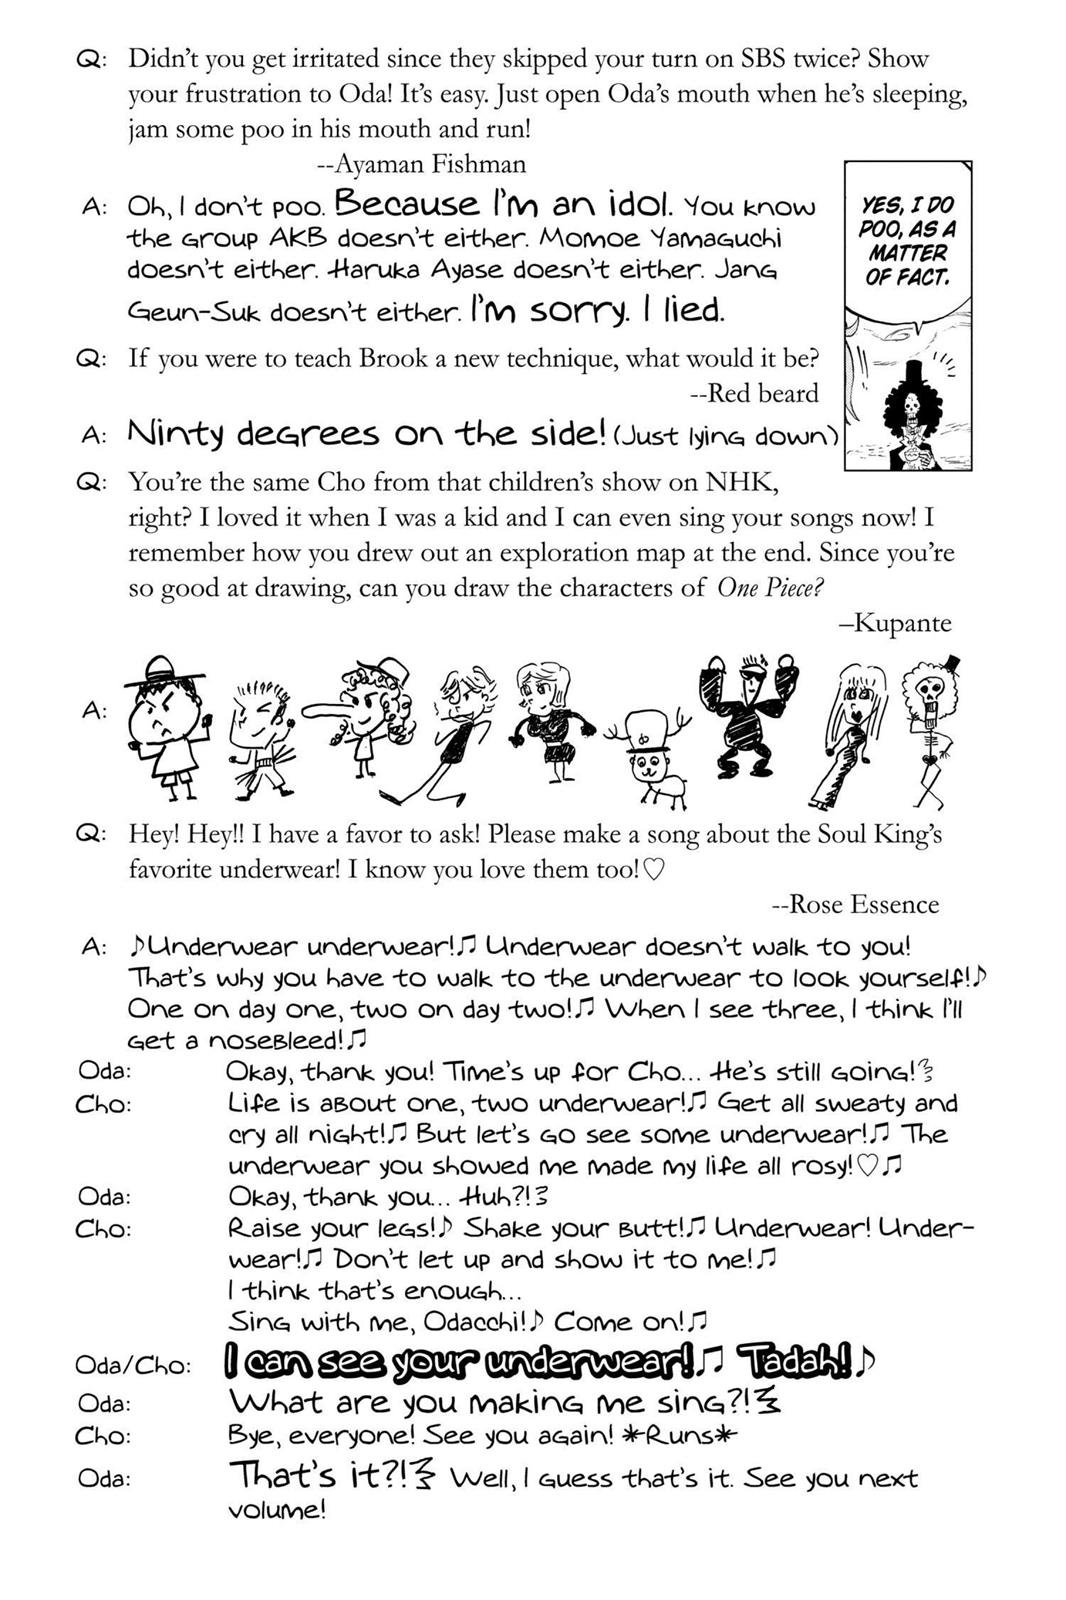 Q: Didn't you get irritated since they skipped your turn on SBS twice? Show
your frustration to Oda! It's easy. Just open Oda's mouth when he's sleeping,
jam some poo in his mouth and run!
--Ayaman Fishman
A: Oh, I don't poo. Because I'm an idol. You know
the group AKB doesn't either. Momoe Yamaguchi
doesn't either. Haruka Ayase doesn't either. Jang
Geun-Suk doesn't either. I'm sorry. I lied.
YES, I DO
POO, AS A
MATTER
OF FACT.
Q: If you were to teach Brook a new technique, what would it be?
--Red beard
A: Ninty degrees on the side! (Just lying down)
Q: You're the same Cho from that children's show on NHK,
right? I loved it when I was a kid and I can even sing your songs now! I
remember how you drew out an exploration map at the end. Since you're
so good at drawing, can you draw the characters of One Piece?
–Kupante
A:
Q: Hey! Hey!! I have a favor to ask! Please make a song about the Soul King's
favorite underwear! I know you love them too!♡
--Rose Essence
A: ♪Underwear underwear!♫ Underwear doesn't walk to you!
That's why you have to walk to the underwear to look yourself!♪
One on day one, two on day two!♫ When I see three, I think I'll
get a nosebleed!♫
Oda: Okay, thank you! Time's up for Cho... He's still going!
Cho: Life is about one, two underwear!♫ Get all sweaty and
cry all night!♫ But let's go see some underwear!♫ The
underwear you showed me made my life all rosy!♡♫
Oda: Okay, thank you... Huh?!
Cho: Raise your legs!♪ Shake your butt!♫ Underwear! Under-
wear!♫ Don't let up and show it to me!♫
I think that's enough...
Sing with me, Odacchi!♪ Come on!♫
Oda/Cho: I can see your underwear!♫ Tadah!♪
Oda: What are you making me sing?!
Cho: Bye, everyone! See you again! *Runs*
Oda: That's it?! Well, I guess that's it. See you next
volume!